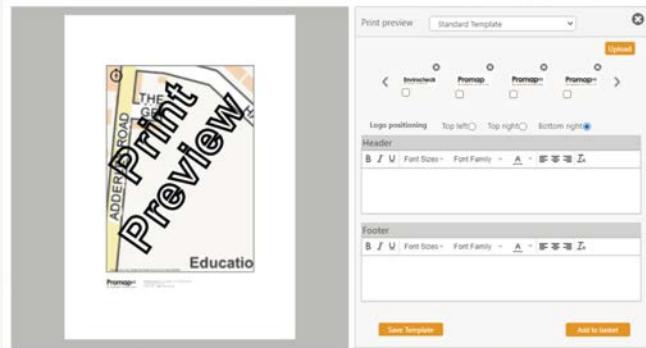 Print preview
Standard Template
Upload
Envirocheck
Promap
Promap
Promap
Logo positioning
Top left
Top right
Bottom right
Header
B I U Font Sizes Font Family A
Footer
B I U Font Sizes Font Family A
Save Template
Add to basket
THE
ROAD
Print
Preview
Educatio
Promap